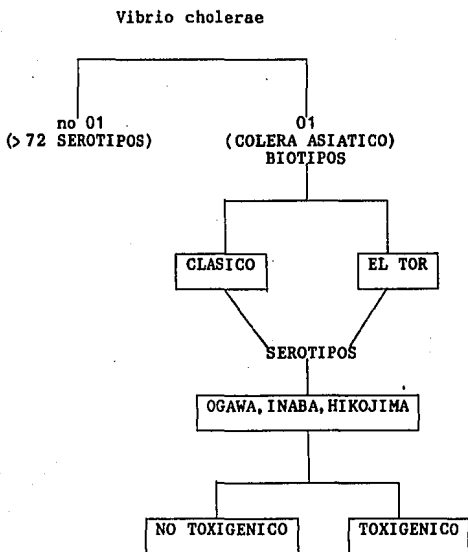 Vibrio cholerae
no 01
(>72 SEROTIPOS)
01
(COLERA ASIATICO)
BIOTIPOS
CLASICO
EL TOR
SEROTIPOS
OGAWA, INABA, HIKOJIMA
NO TOXIGENICO
TOXIGENICO